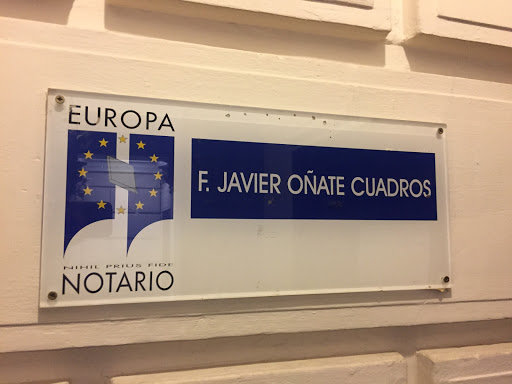 EUROPA
NIHIL PRIUS FIDE
NOTARIO
F. JAVIER OÑATE CUADROS